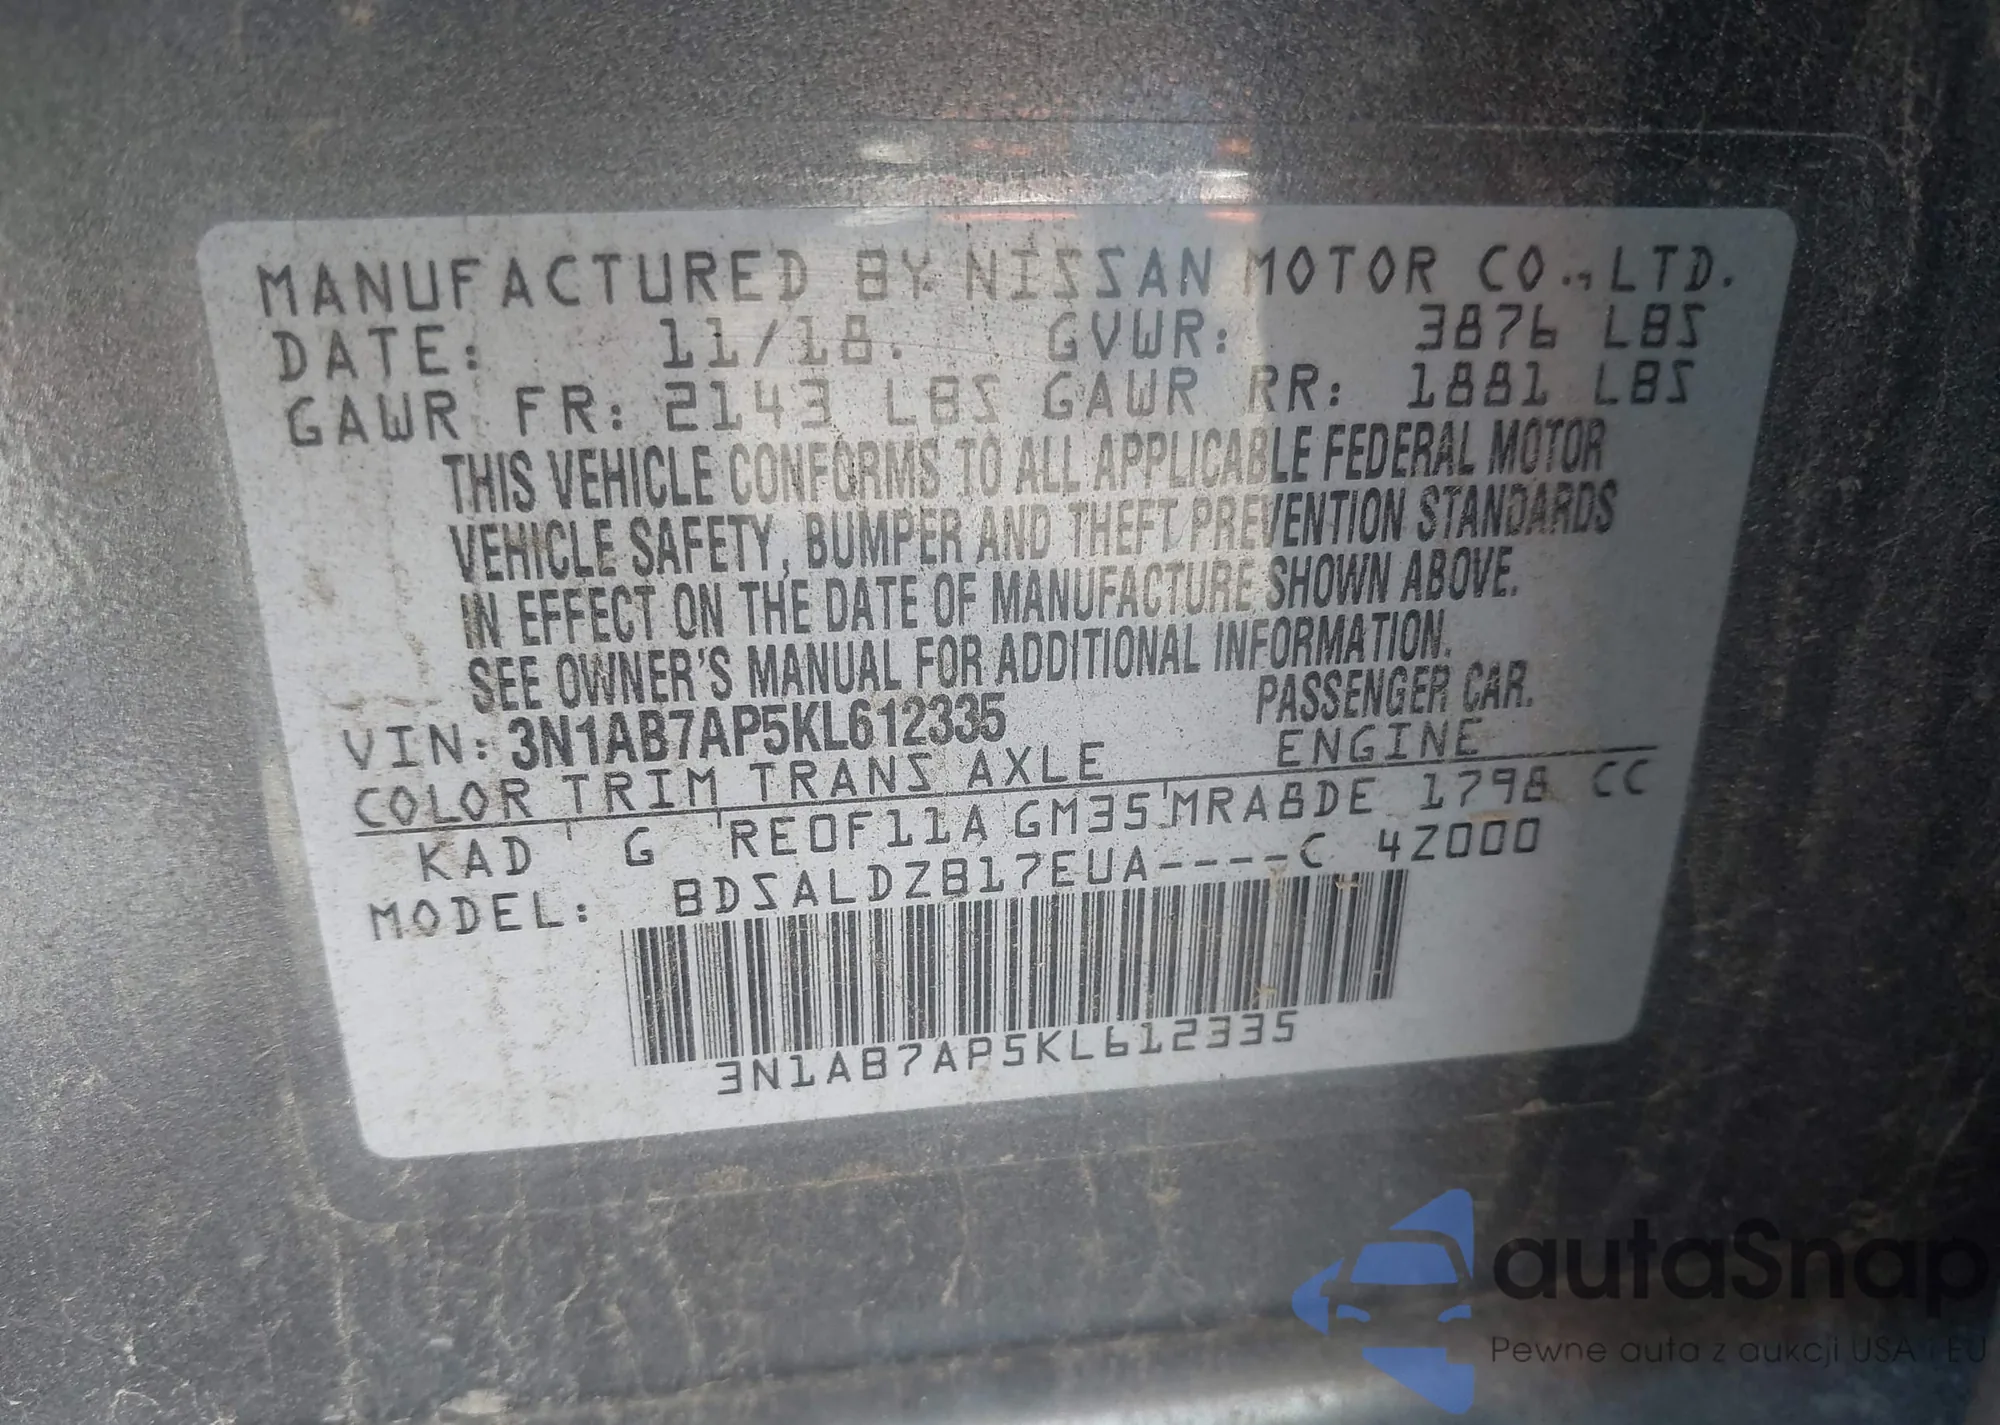 MANUFACTURED BY NISSAN MOTOR CO., LTD.
DATE: 11/18. GVWR: 3876 LBS
GAWR FR: 2143 LBS GAWR RR: 1881 LBS
THIS VEHICLE CONFORMS TO ALL APPLICABLE FEDERAL MOTOR
VEHICLE SAFETY, BUMPER AND THEFT PREVENTION STANDARDS
IN EFFECT ON THE DATE OF MANUFACTURE SHOWN ABOVE.
SEE OWNER'S MANUAL FOR ADDITIONAL INFORMATION.
VIN: 3N1AB7AP5KL612335 PASSENGER CAR.
COLOR TRIM TRANS AXLE ENGINE
KAD G RE0F11A GM35 MRA8DE 1798 CC
MODEL: BDSALDZB17EUA----C 4Z000
3N1AB7AP5KL612335
autaSnap
Pewne auta z aukcji USA i EU